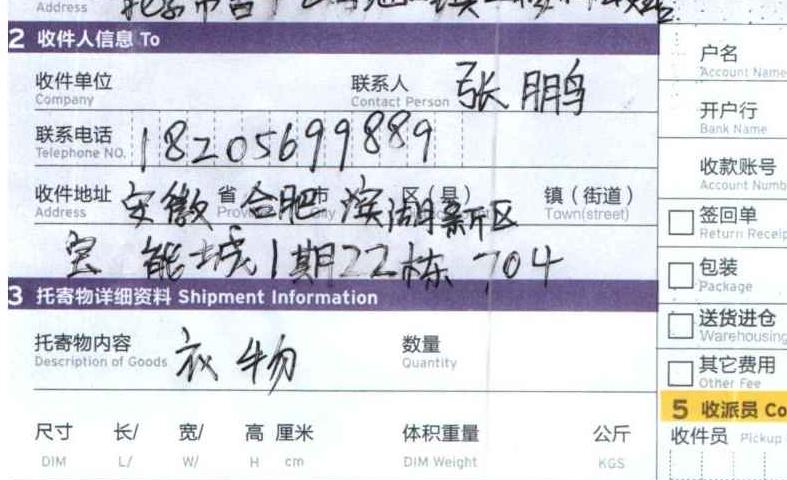 Address
2 收件人信息 To
收件单位 联系人 张鹏
Company Contact Person
联系电话 18205699889
Telephone NO.
收件地址 安徽 省 合肥 市 滨湖新区 区(县) 镇(街道)
Address Town(street)
宝能城1期22栋704
3 托寄物详细资料 Shipment Information
托寄物内容 衣物 数量
Description of Goods Quantity
尺寸 长/ 宽/ 高 厘米 体积重量 公斤
DIM L/ W/ H cm DIM Weight KGS
户名
Account Name
开户行
Bank Name
收款账号
Account Numb
签回单
Return Receip
包装
Package
送货进仓
Warehousing
其它费用
Other Fee
5 收派员 Co
收件员 Pickup